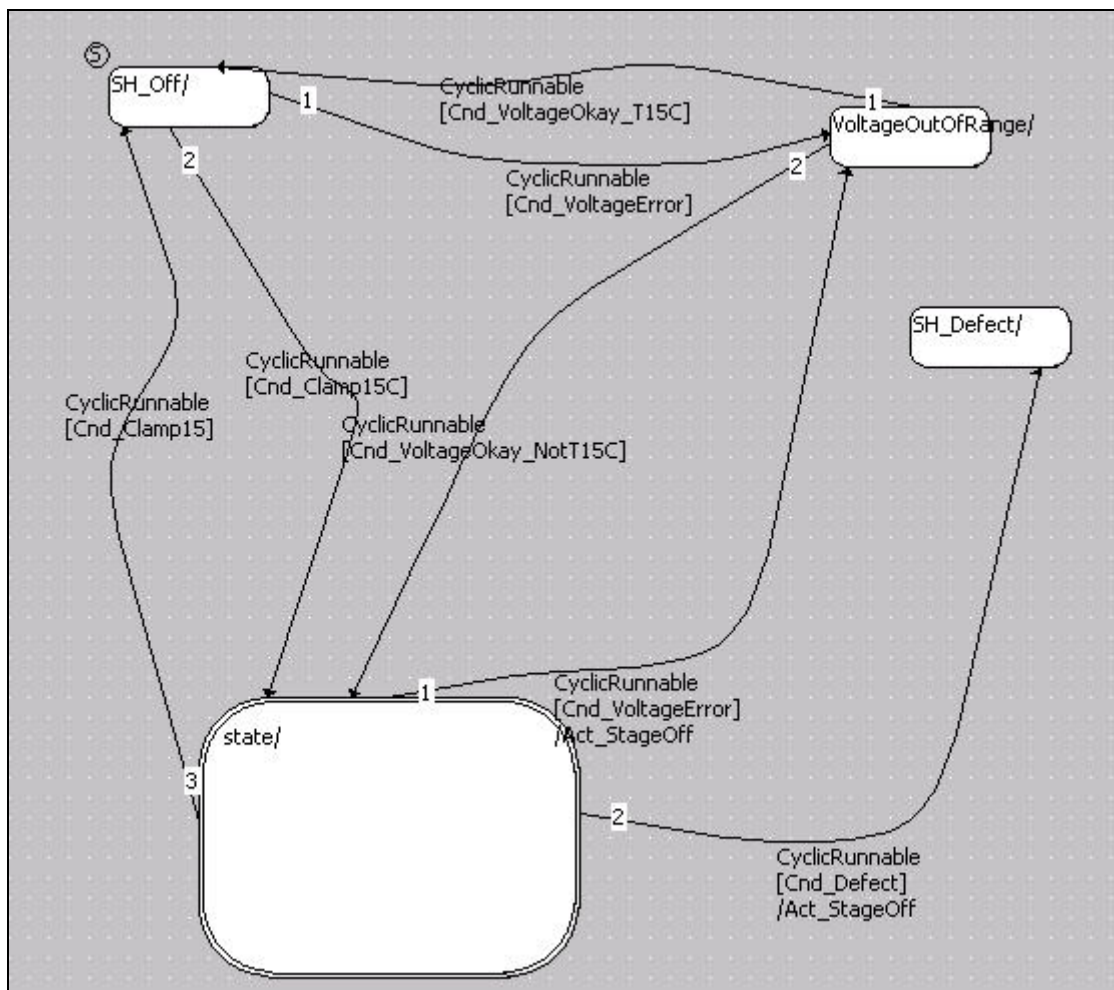 S
SH_Off/
1
CyclicRunnable
[Cnd_VoltageOkay_T15C]
1
VoltageOutOfRange/
2
CyclicRunnable
[Cnd_VoltageError]
2
SH_Defect/
CyclicRunnable
[Cnd_Clamp15C]
CyclicRunnable
[Cnd_Clamp15]
CyclicRunnable
[Cnd_VoltageOkay_NotT15C]
1
CyclicRunnable
[Cnd_VoltageError]
/Act_StageOff
state/
3
2
CyclicRunnable
[Cnd_Defect]
/Act_StageOff